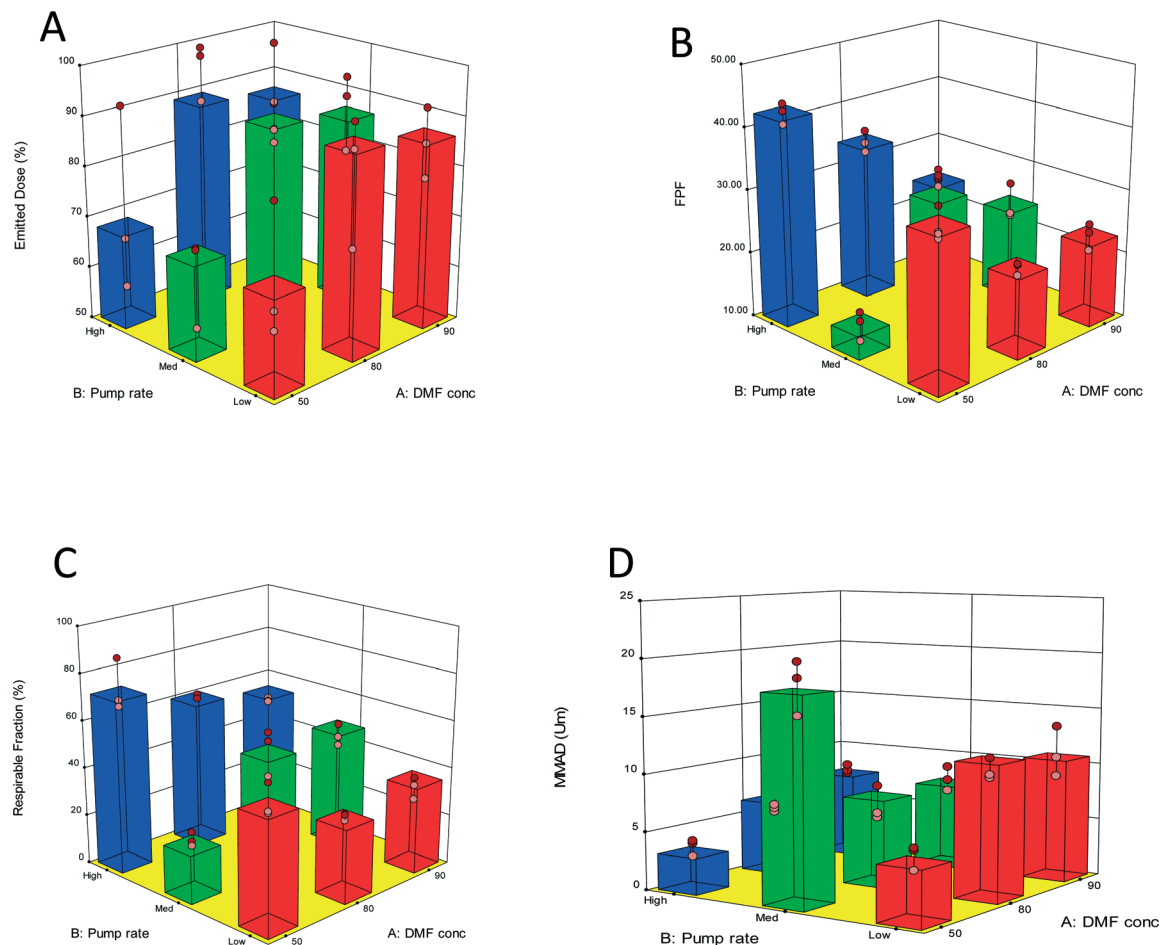 A
100
90
80
70
60
50
Emitted Dose (%)
High
Med
Low
B: Pump rate
50
80
90
A: DMF conc
B
50.00
40.00
30.00
20.00
10.00
FPF
High
Med
Low
B: Pump rate
50
80
90
A: DMF conc
C
100
80
60
40
20
0
Respirable Fraction (%)
High
Med
Low
B: Pump rate
50
80
90
A: DMF conc
D
25
20
15
10
5
0
MMAD (Um)
High
Med
Low
B: Pump rate
50
80
90
A: DMF conc